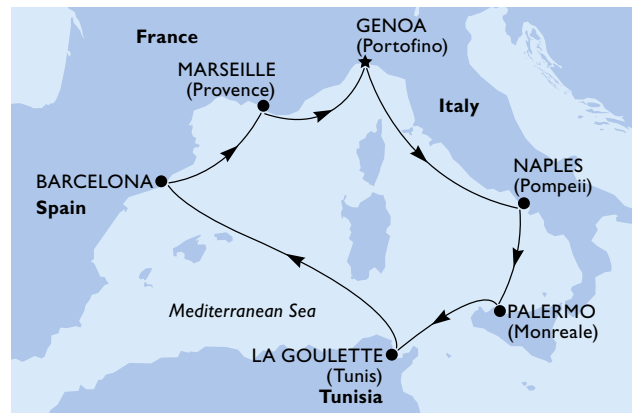 France
GENOA
(Portofino)
MARSEILLE
(Provence)
Italy
NAPLES
(Pompeii)
BARCELONA
Spain
Mediterranean Sea
PALERMO
(Monreale)
LA GOULETTE
(Tunis)
Tunisia